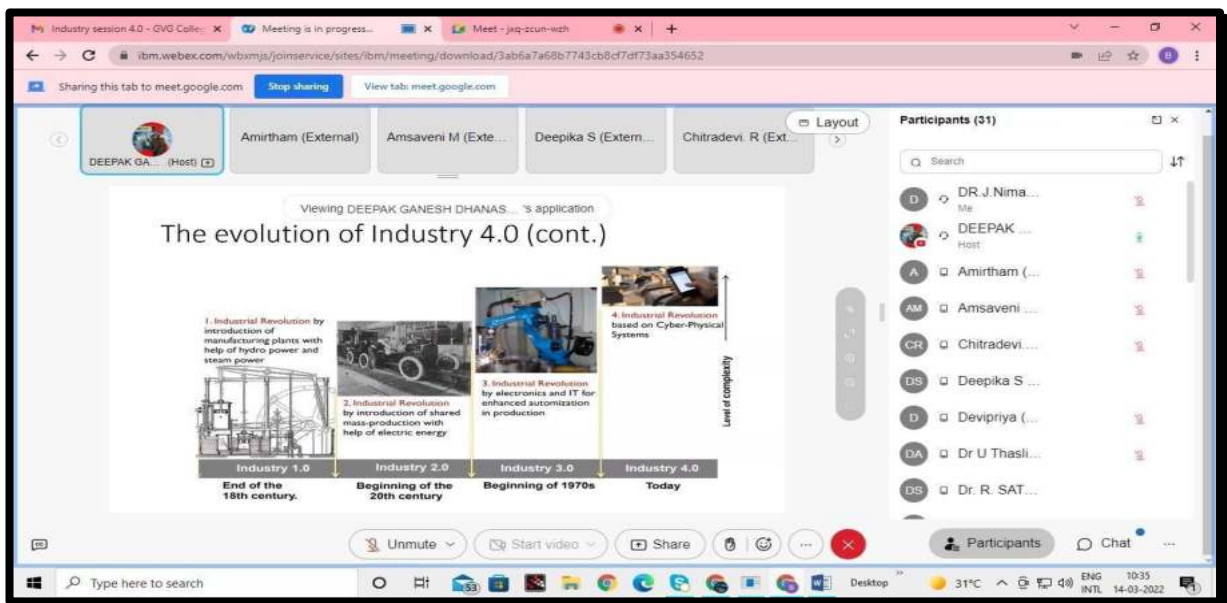 Industry session 4.0 - GVG Colle
Meeting is in progress...
Meet - jxq-zcun-wzh
ibm.webex.com/wbxmjs/joinservice/sites/ibm/meeting/download/3ab6a7a68b7743cb8cf7df73aa354652
B
Sharing this tab to meet.google.com
Stop sharing
View tab: meet.google.com
DEEPAK GA... (Host)
Amirtham (External)
Amsaveni M (Exte...
Deepika S (Extern...
Chitradevi. R (Ext...
Layout
Viewing DEEPAK GANESH DHANAS... 's application
The evolution of Industry 4.0 (cont.)
1. Industrial Revolution by
introduction of
manufacturing plants with
help of hydro power and
steam power
2. Industrial Revolution
by introduction of shared
mass-production with
help of electric energy
3. Industrial Revolution
by electronics and IT for
enhanced automization
in production
4. Industrial Revolution
based on Cyber-Physical
Systems
Level of complexity
Industry 1.0
Industry 2.0
Industry 3.0
Industry 4.0
End of the
18th century.
Beginning of the
20th century
Beginning of 1970s
Today
Participants (31)
Search
D
DR.J.Nima...
Me
DEEPAK ...
Host
A
Amirtham (...
AM
Amsaveni ...
CR
Chitradevi....
DS
Deepika S ...
D
Devipriya (...
DA
Dr U Thasli...
DS
Dr. R. SAT...
Unmute
Start video
Share
Participants
Chat
Type here to search
53
Desktop
31°C
ENG
INTL
10:35
14-03-2022